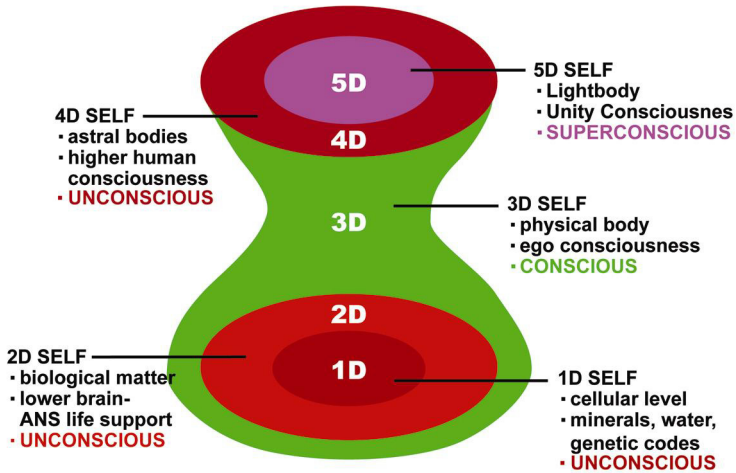 5D
4D
3D
2D
1D
5D SELF
▪ Lightbody
▪ Unity Consciousnes
▪ SUPERCONSCIOUS
4D SELF
▪ astral bodies
▪ higher human
consciousness
▪ UNCONSCIOUS
3D SELF
▪ physical body
▪ ego consciousness
▪ CONSCIOUS
2D SELF
▪ biological matter
▪ lower brain-
ANS life support
▪ UNCONSCIOUS
1D SELF
▪ cellular level
▪ minerals, water,
genetic codes
▪ UNCONSCIOUS